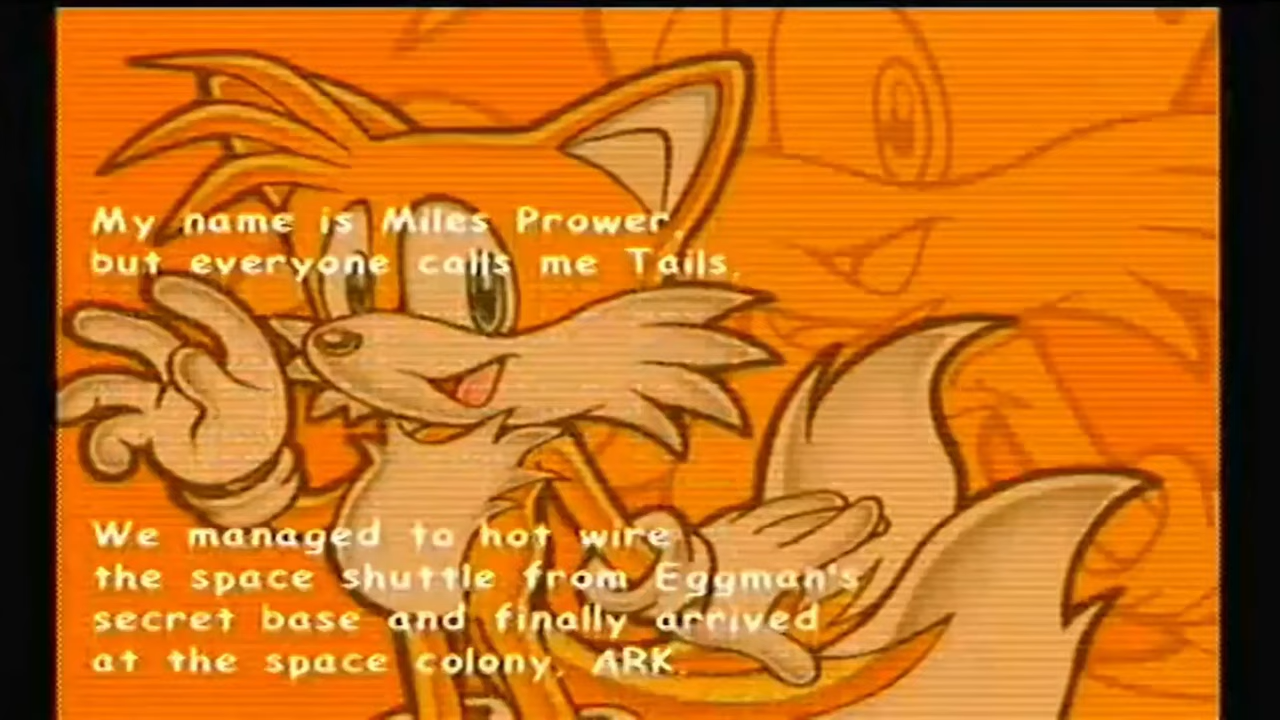 My name is Miles Prower,
but everyone calls me Tails.
We managed to hot wire
the space shuttle from Eggman's
secret base and finally arrived
at the space colony, ARK.